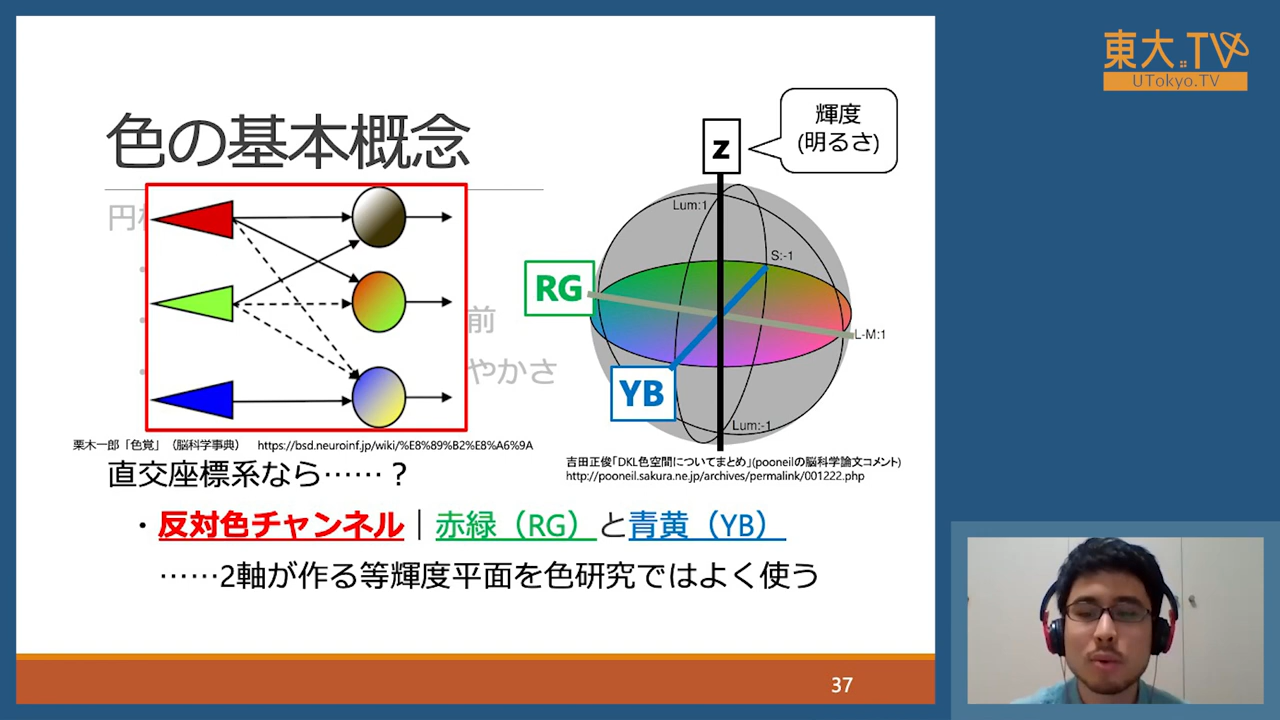 東大.TV
UTokyo.TV
色の基本概念
円
前
やかさ
z
輝度
(明るさ)
Lum:1
S:-1
RG
L-M:1
YB
Lum:-1
栗木一郎「色覚」（脳科学事典） https://bsd.neuroinf.jp/wiki/%E8%89%B2%E8%A6%9A
吉田正俊「DKL色空間についてまとめ」(pooneilの脳科学論文コメント)
http://pooneil.sakura.ne.jp/archives/permalink/001222.php
直交座標系なら……？
・反対色チャンネル｜赤緑（RG）と青黄（YB）
……2軸が作る等輝度平面を色研究ではよく使う
37